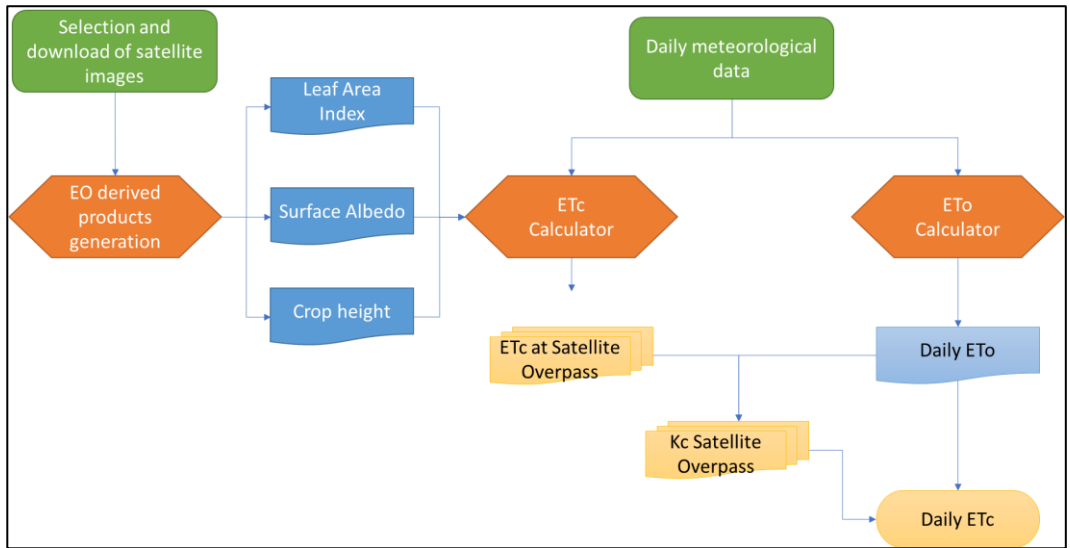 Selection and
download of satellite
images
Daily meteorological
data
Leaf Area
Index
EO derived
products
generation
Surface Albedo
ETc
Calculator
ETo
Calculator
Crop height
ETc at Satellite
Overpass
Daily ETo
Kc Satellite
Overpass
Daily ETc